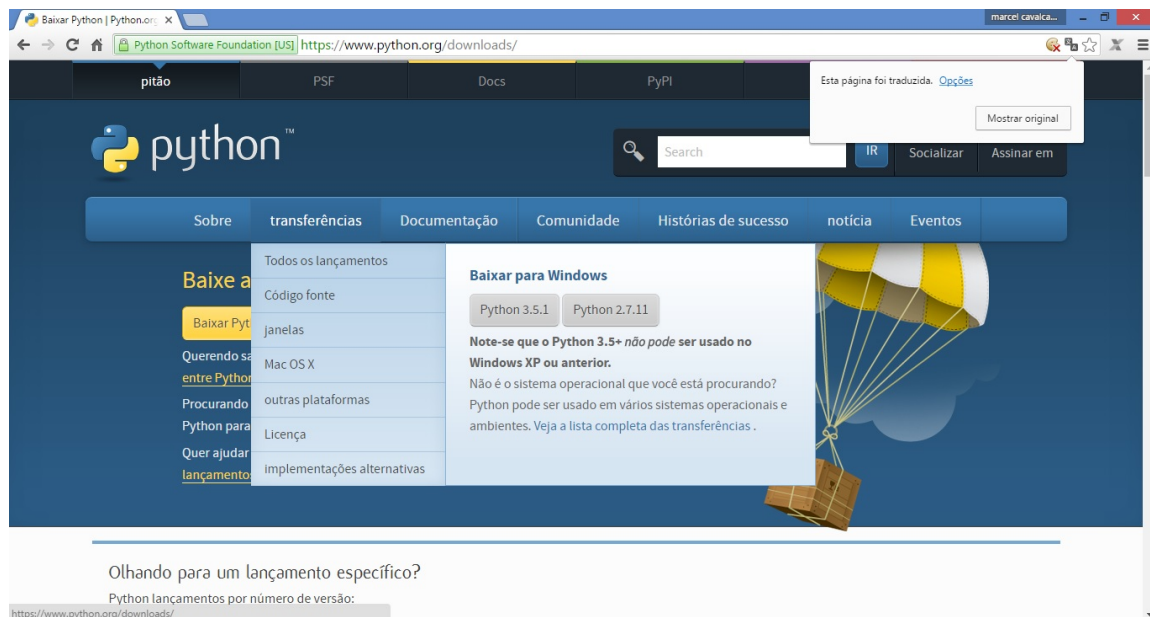 Baixar Python | Python.org
marcel cavalca...
Python Software Foundation [US] https://www.python.org/downloads/
pitão PSF Docs PyPI
Esta página foi traduzida. Opções
Mostrar original
python™
Search IR Socializar Assinar em
Sobre transferências Documentação Comunidade Histórias de sucesso notícia Eventos
Baixe a
Baixar Pyt
Querendo sa
entre Python
Procurando
Python para
Quer ajudar
lançamento
Todos os lançamentos
Código fonte
janelas
Mac OS X
outras plataformas
Licença
implementações alternativas
Baixar para Windows
Python 3.5.1 Python 2.7.11
Note-se que o Python 3.5+ não pode ser usado no
Windows XP ou anterior.
Não é o sistema operacional que você está procurando?
Python pode ser usado em vários sistemas operacionais e
ambientes. Veja a lista completa das transferências .
Olhando para um lançamento específico?
Python lançamentos por número de versão:
https://www.python.org/downloads/